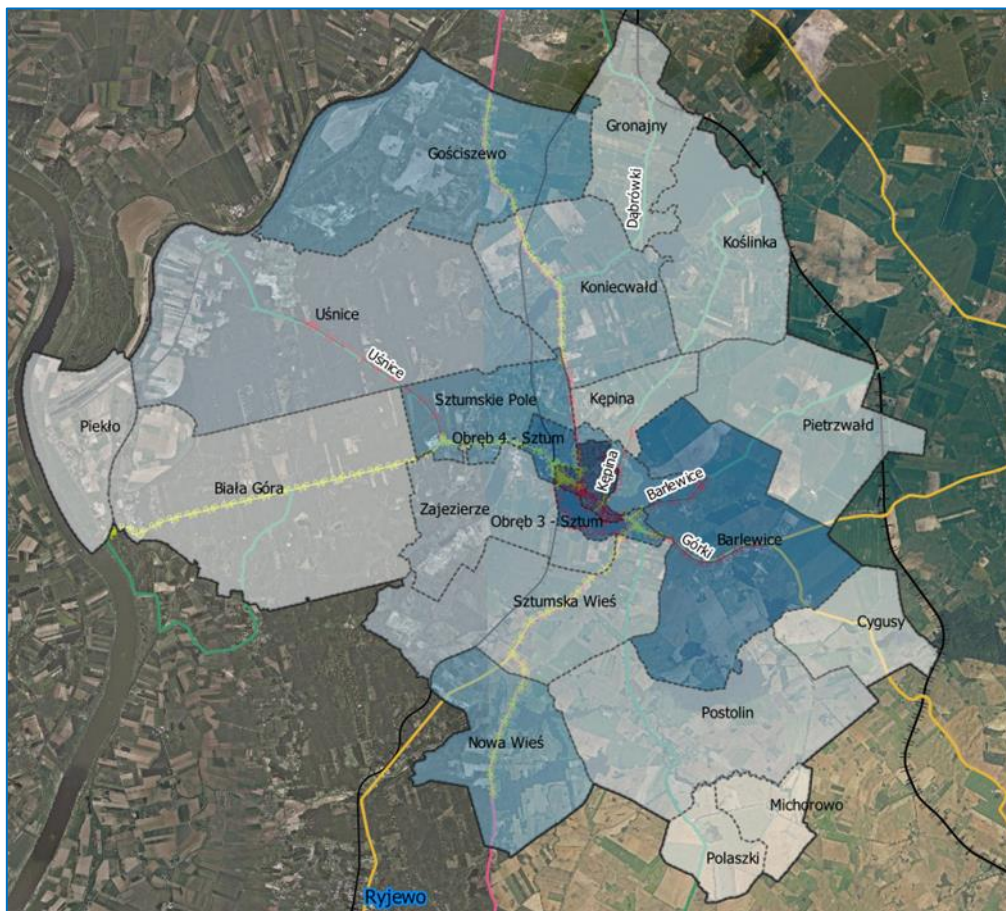 Gronajny
Gościszewo
Dąbrówki
Koślinka
Koniecwałd
Uśnice
Uśnice
Sztumskie Pole
Kępina
Piekło
Pietrzwałd
Obręb 4 - Sztum
Kępina
Biała Góra
Barlewice
Zajezierze
Obręb 3 - Sztum
Górki
Barlewice
Sztumska Wieś
Cygusy
Postolin
Nowa Wieś
Michorowo
Polaszki
Ryjewo